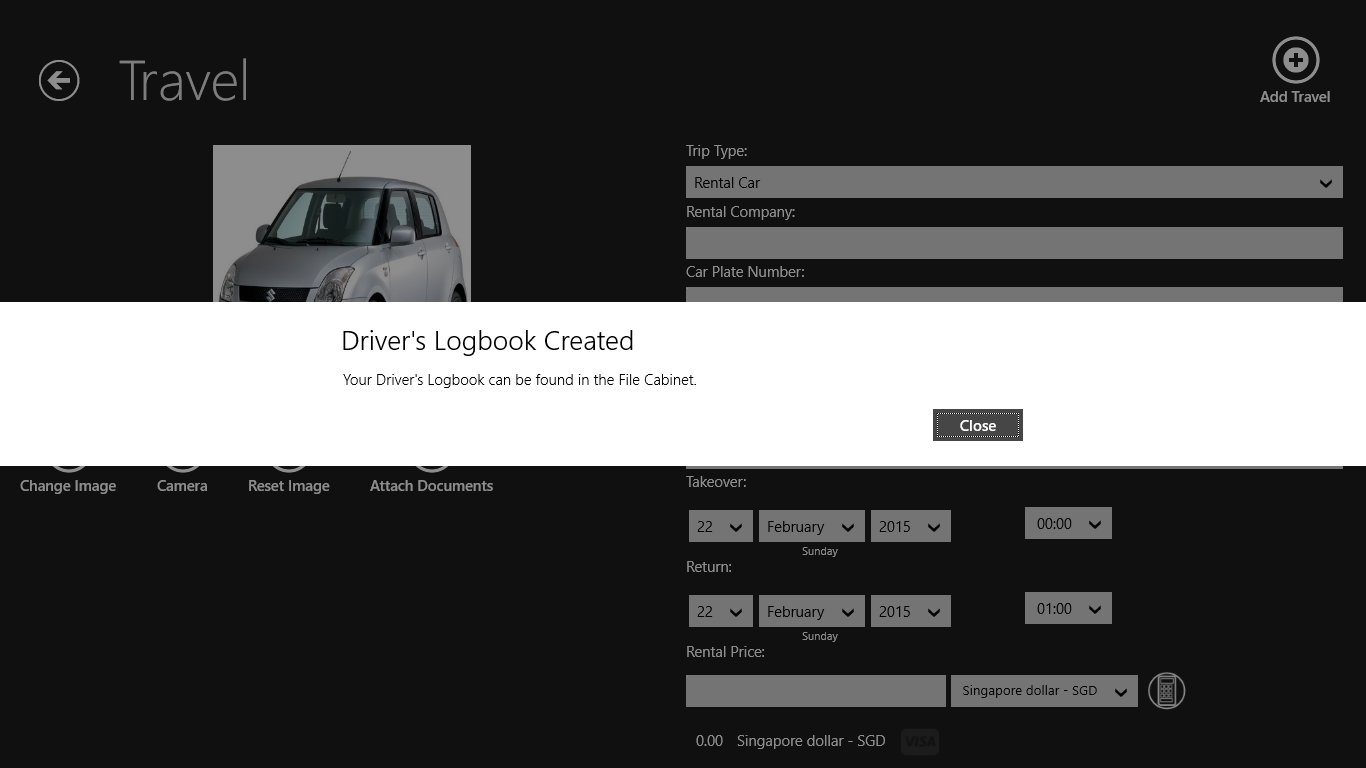 Travel
Add Travel
Trip Type:
Rental Car
Rental Company:
Car Plate Number:
Driver's Logbook Created
Your Driver's Logbook can be found in the File Cabinet.
Close
Change Image Camera Reset Image Attach Documents
Takeover:
22 February 2015 00:00
Sunday
Return:
22 February 2015 01:00
Sunday
Rental Price:
Singapore dollar - SGD
0.00 Singapore dollar - SGD VISA